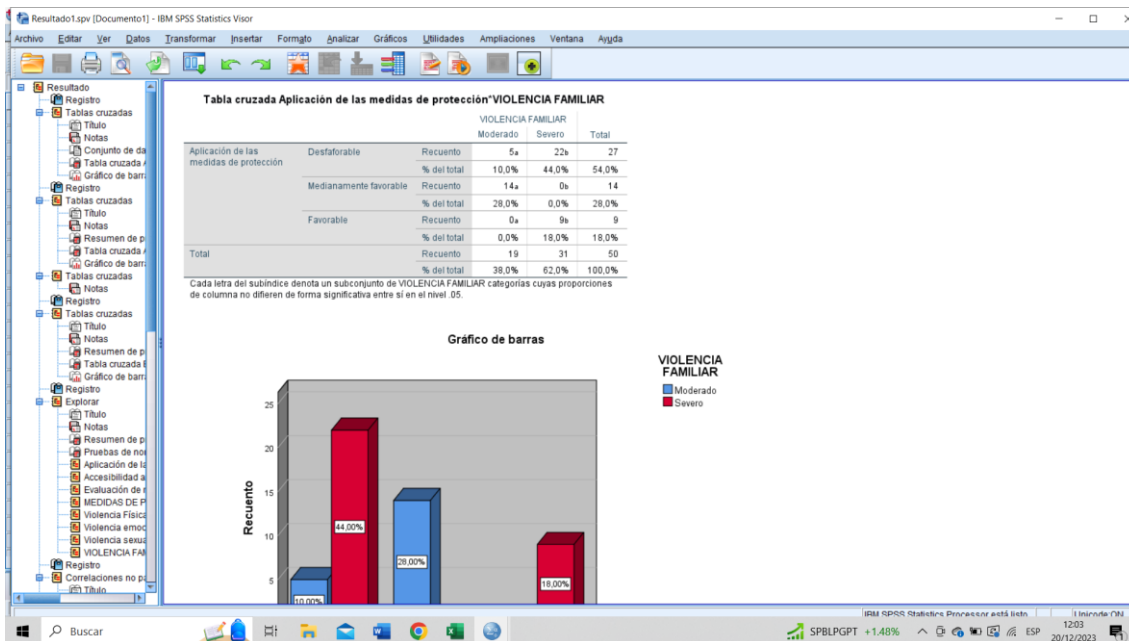 Resultado1.spv [Documento1] - IBM SPSS Statistics Visor
Archivo Editar Ver Datos Transformar Insertar Formato Analizar Gráficos Utilidades Ampliaciones Ventana Ayuda
Resultado
Registro
Tablas cruzadas
Título
Notas
Conjunto de da
Tabla cruzada A
Gráfico de barr
Registro
Tablas cruzadas
Título
Notas
Resumen de p
Tabla cruzada A
Gráfico de barr
Tablas cruzadas
Notas
Registro
Tablas cruzadas
Título
Notas
Resumen de p
Tabla cruzada E
Gráfico de barr
Registro
Explorar
Título
Notas
Resumen de p
Pruebas de nor
Aplicación de la
Accesibilidad a
Evaluación de r
MEDIDAS DE P
Violencia Física
Violencia emoc
Violencia sexua
VIOLENCIA FAM
Registro
Correlaciones no pa
Título
Tabla cruzada Aplicación de las medidas de protección*VIOLENCIA FAMILIAR
VIOLENCIA FAMILIAR
Moderado Severo Total
Aplicación de las medidas de protección Desfaforable Recuento 5a 22b 27
% del total 10,0% 44,0% 54,0%
Medianamente favorable Recuento 14a 0b 14
% del total 28,0% 0,0% 28,0%
Favorable Recuento 0a 9b 9
% del total 0,0% 18,0% 18,0%
Total Recuento 19 31 50
% del total 38,0% 62,0% 100,0%
Cada letra del subíndice denota un subconjunto de VIOLENCIA FAMILIAR categorías cuyas proporciones
de columna no difieren de forma significativa entre sí en el nivel .05.
Gráfico de barras
VIOLENCIA
FAMILIAR
Moderado
Severo
Recuento
25
20
15
10
5
44,00%
28,00%
18,00%
10,00%
IBM SPSS Statistics Processor está listo Unicode:ON
Buscar
SPBLPGPT +1.48%
ESP
12:03
20/12/2023